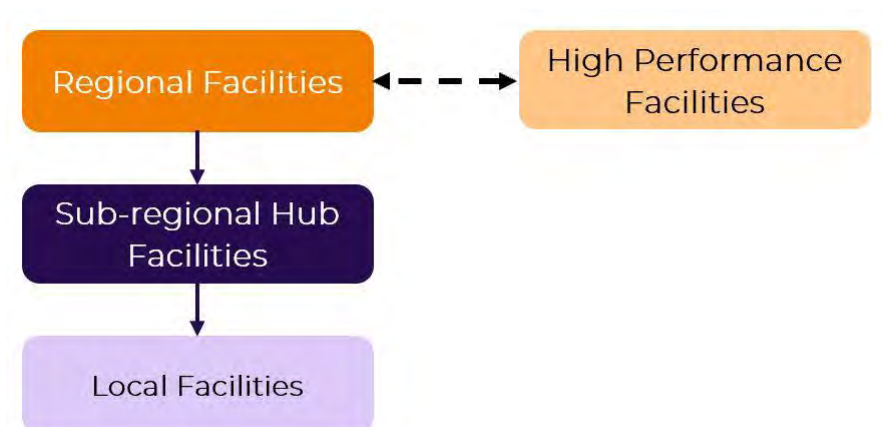 Regional Facilities
High Performance
Facilities
Sub-regional Hub
Facilities
Local Facilities